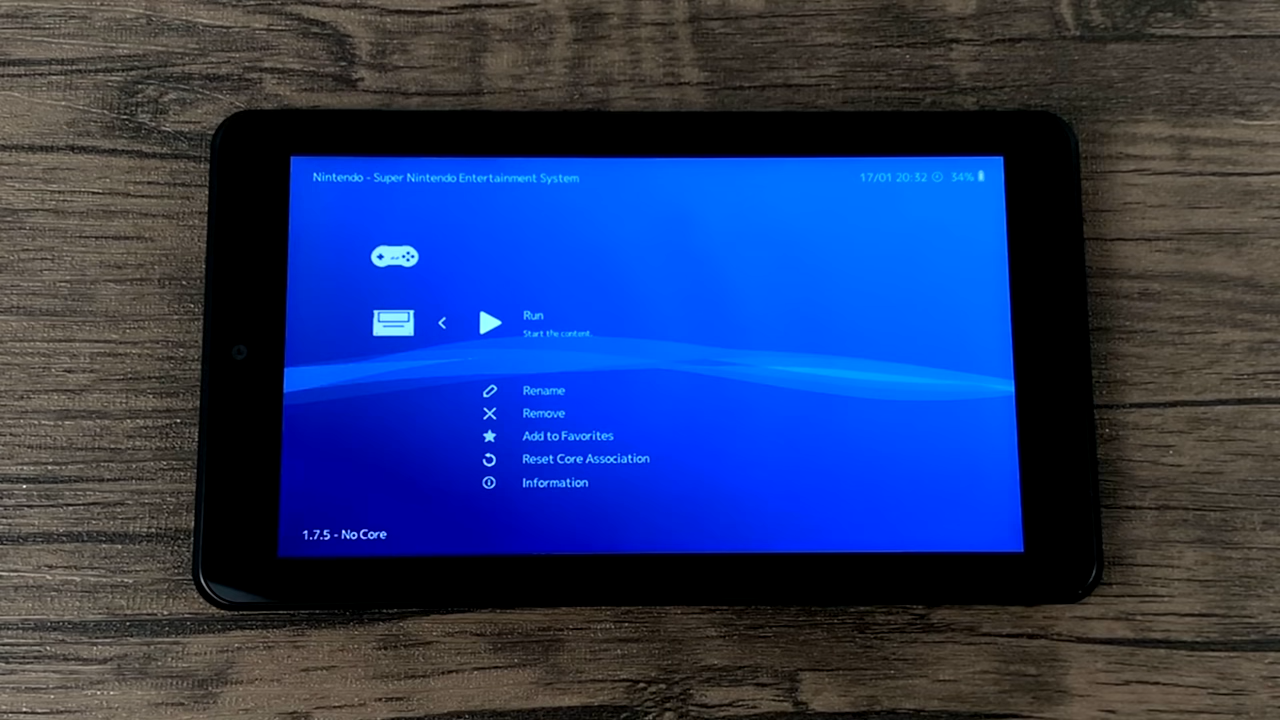 Nintendo - Super Nintendo Entertainment System
17/01 20:32 34%
Run
Start the content.
Rename
Remove
Add to Favorites
Reset Core Association
Information
1.7.5 - No Core